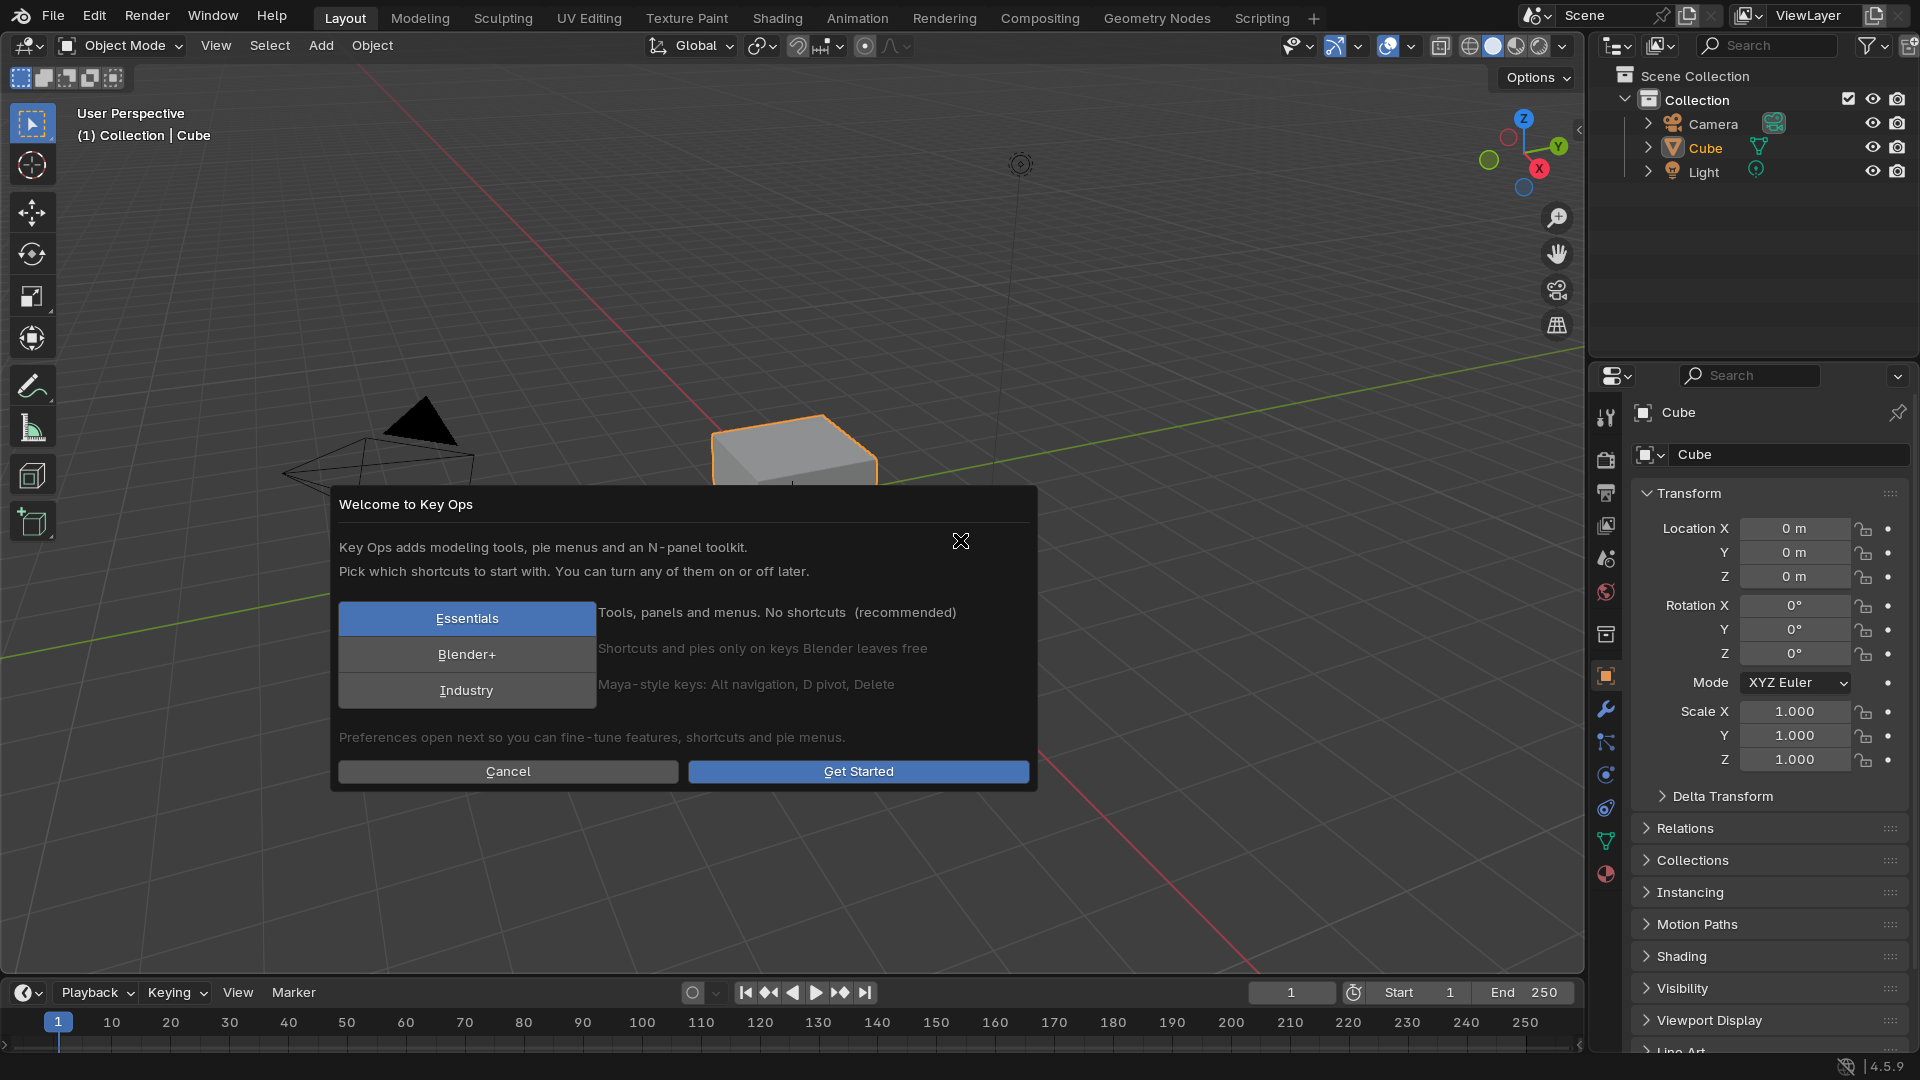 File Edit Render Window Help Layout Modeling Sculpting UV Editing Texture Paint Shading Animation Rendering Compositing Geometry Nodes Scripting + Scene ViewLayer
Object Mode View Select Add Object Global Search
Options
User Perspective
(1) Collection | Cube
Z
Y
X
Scene Collection
Collection
Camera
Cube
Light
Search
Cube
Cube
Transform
Location X 0 m
Y 0 m
Z 0 m
Rotation X 0°
Y 0°
Z 0°
Mode XYZ Euler
Scale X 1.000
Y 1.000
Z 1.000
Delta Transform
Relations
Collections
Instancing
Motion Paths
Shading
Visibility
Viewport Display
Line Art
Welcome to Key Ops
Key Ops adds modeling tools, pie menus and an N-panel toolkit.
Pick which shortcuts to start with. You can turn any of them on or off later.
Essentials Tools, panels and menus. No shortcuts (recommended)
Blender+ Shortcuts and pies only on keys Blender leaves free
Industry Maya-style keys: Alt navigation, D pivot, Delete
Preferences open next so you can fine-tune features, shortcuts and pie menus.
Cancel Get Started
Playback Keying View Marker 1 Start 1 End 250
1 10 20 30 40 50 60 70 80 90 100 110 120 130 140 150 160 170 180 190 200 210 220 230 240 250
4.5.9